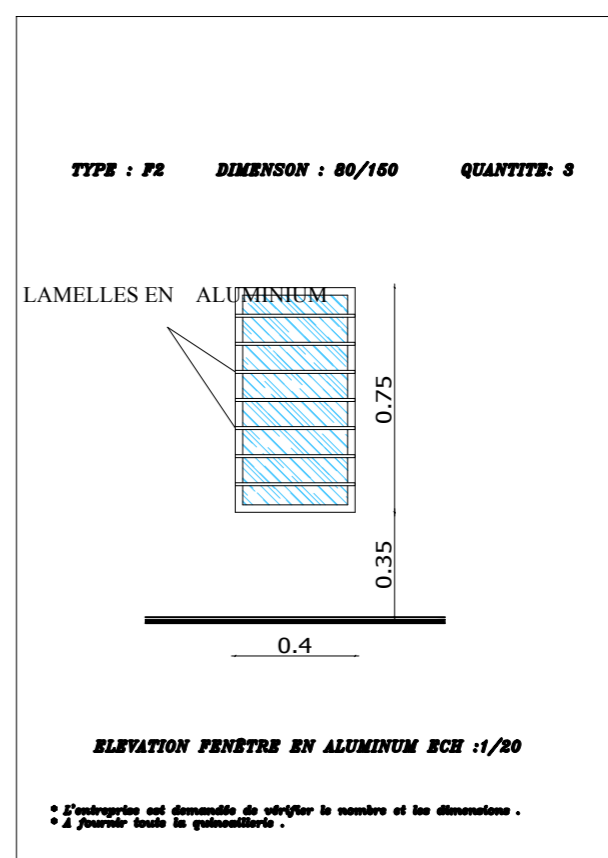 TYPE : F2 DIMENSON : 80/150 QUANTITE: 3
LAMELLES EN ALUMINIUM
0.75
0.35
0.4
ELEVATION FENÊTRE EN ALUMINUM ECH :1/20
* L'entreprise est demandée de vérifier le nombre et les dimensions .
* A fournir toute la quincaillerie .